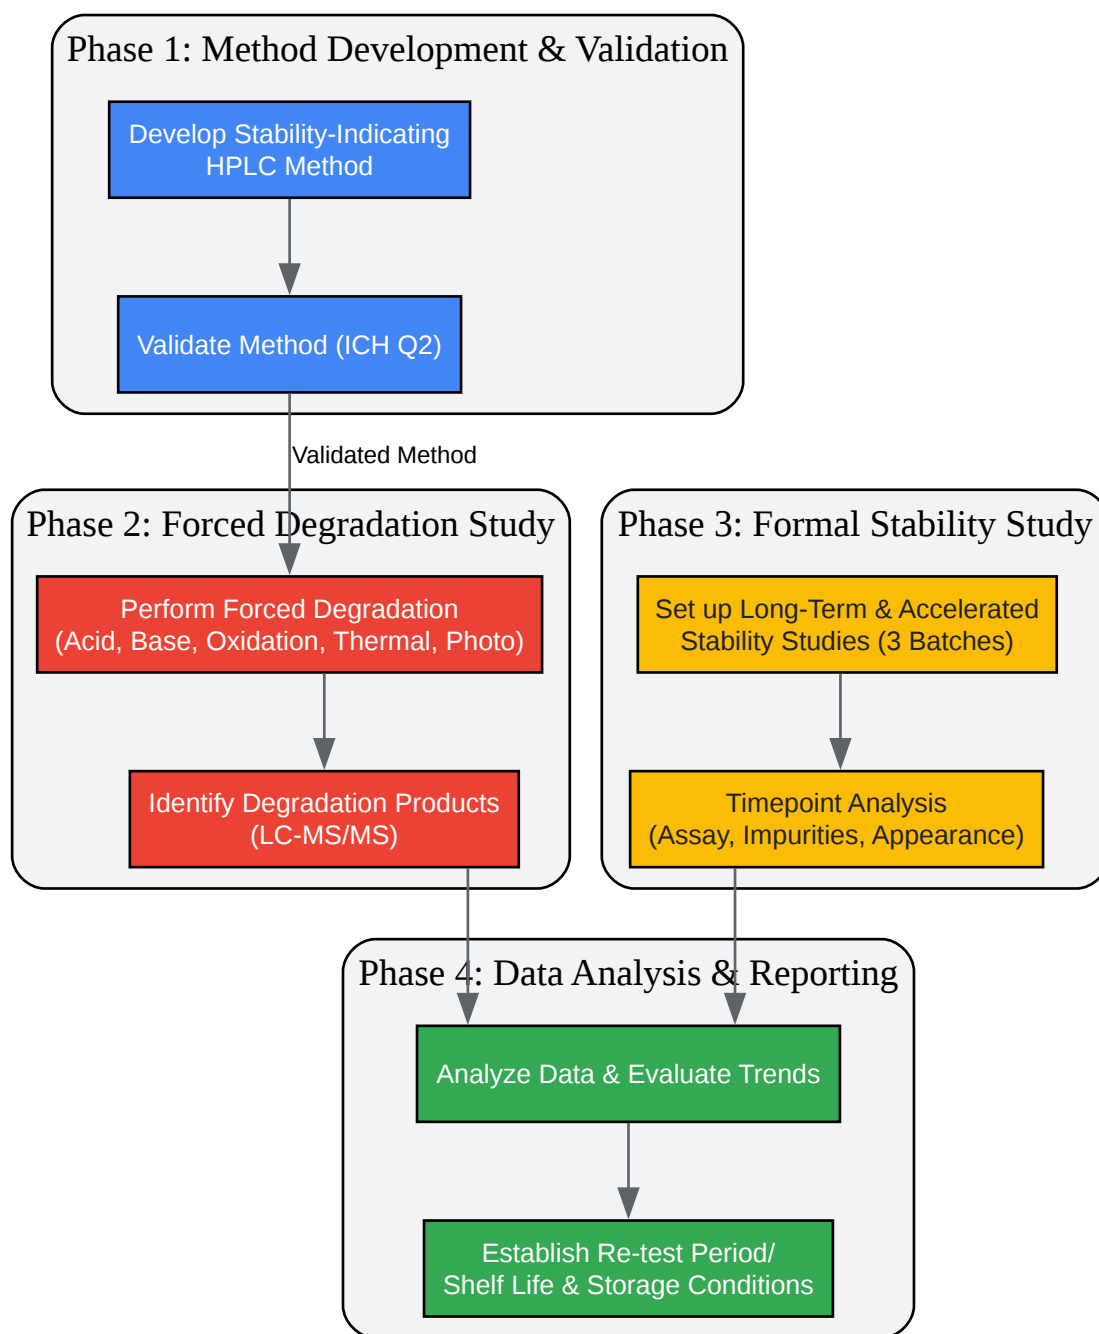 Phase 1: Method Development & Validation
Develop Stability-Indicating
HPLC Method
Validate Method (ICH Q2)
Validated Method
Phase 2: Forced Degradation Study
Perform Forced Degradation
(Acid, Base, Oxidation, Thermal, Photo)
Identify Degradation Products
(LC-MS/MS)
Phase 3: Formal Stability Study
Set up Long-Term & Accelerated
Stability Studies (3 Batches)
Timepoint Analysis
(Assay, Impurities, Appearance)
Phase 4: Data Analysis & Reporting
Analyze Data & Evaluate Trends
Establish Re-test Period/
Shelf Life & Storage Conditions